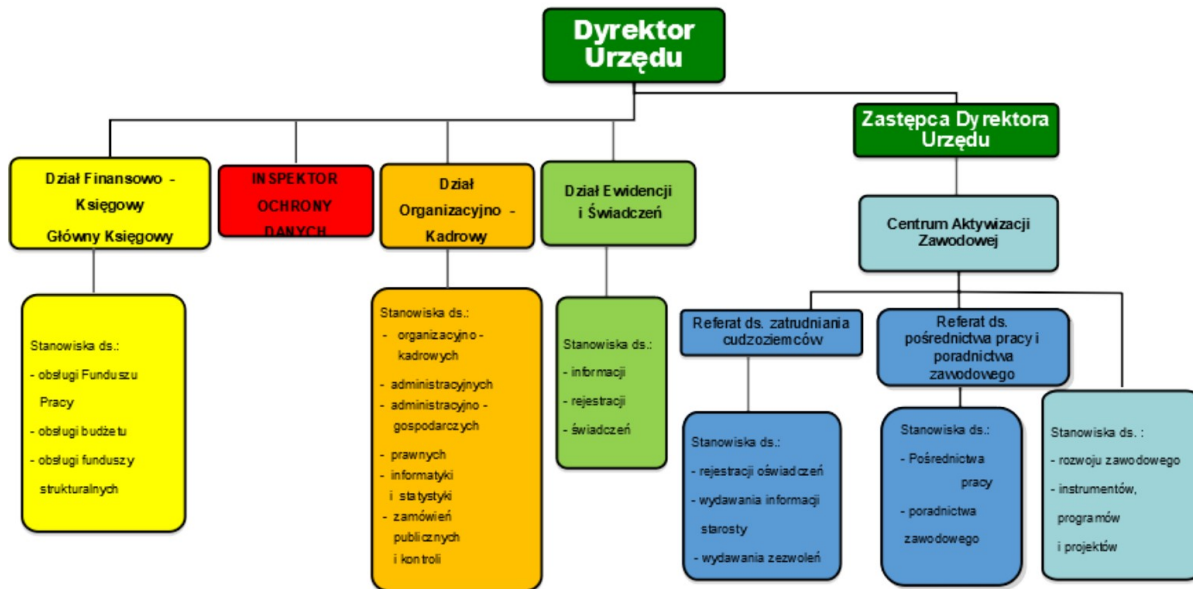 Dyrektor
Urzędu
Zastępca Dyrektora
Urzędu
Dział Finansowo -
Księgowy
Główny Księgowy
INSPEKTOR
OCHRONY
DANYCH
Dział
Organizacyjno -
Kadrowy
Dział Ewidencji
i Świadczeń
Centrum Aktywizacji
Zawodowej
Stanowiska ds.:
- obsługi Funduszu
Pracy
- obsługi budżetu
- obsługi funduszy
strukturalnych
Stanowiska ds.:
- organizacyjno -
kadrowych
- administracyjnych
- administracyjno -
gospodarczych
- prawnych
- informatyki
i statystyki
- zamówień
publicznych
i kontroli
Stanowiska ds.:
- informacji
- rejestracji
- świadczeń
Referat ds. zatrudniania
cudzoziemców
Stanowiska ds.:
- rejestracji oświadczeń
- wydawania informacji
starosty
- wydawania zezwoleń
Referat ds.
pośrednictwa pracy i
poradnictwa
zawodowego
Stanowiska ds.:
- Pośrednictwa
pracy
- poradnictwa
zawodowego
Stanowiska ds. :
- rozwoju zawodowego
- instrumentów,
programów
i projektów